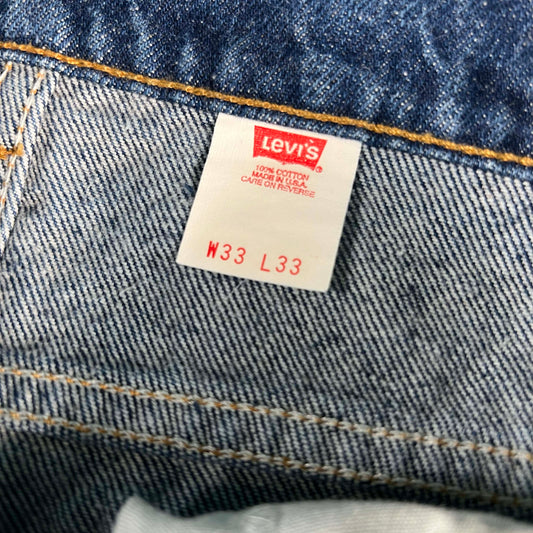 Levi's
®
100% COTTON
MADE IN U.S.A.
CARE ON REVERSE
W33 L33